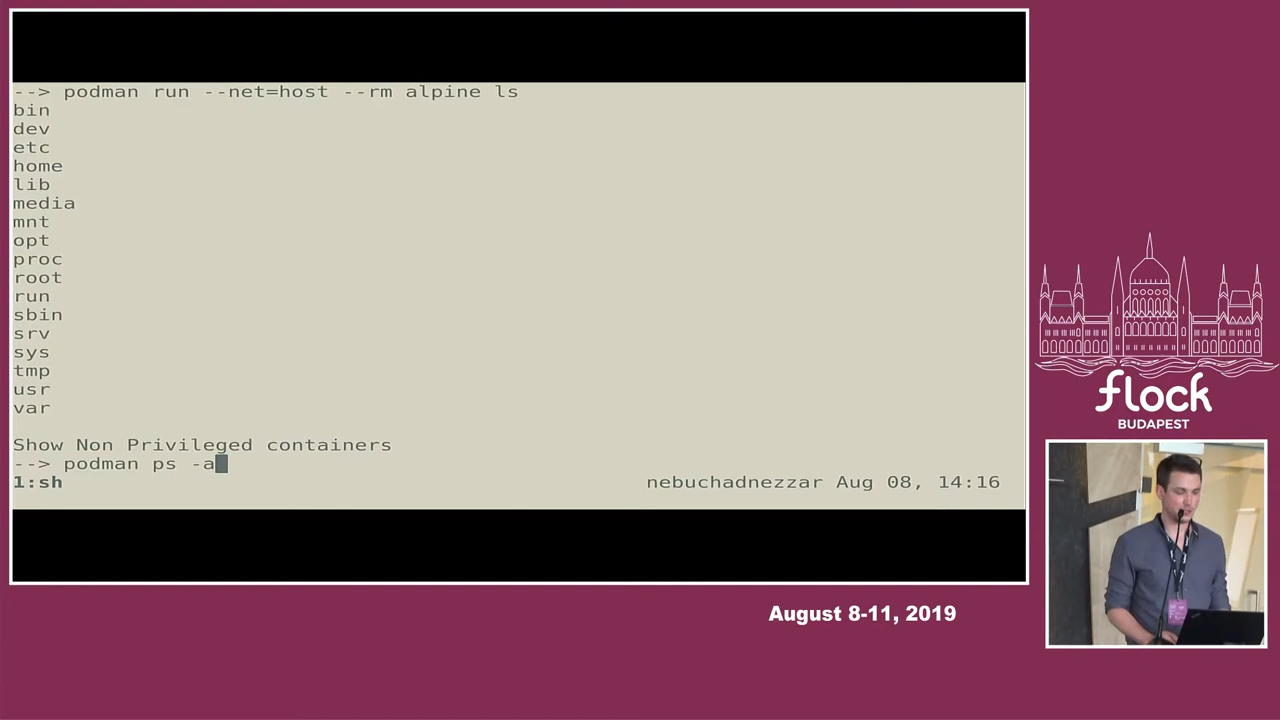 --> podman run --net=host --rm alpine ls
bin
dev
etc
home
lib
media
mnt
opt
proc
root
run
sbin
srv
sys
tmp
usr
var
Show Non Privileged containers
--> podman ps -a
1:sh nebuchadnezzar Aug 08, 14:16
flock
BUDAPEST
August 8-11, 2019